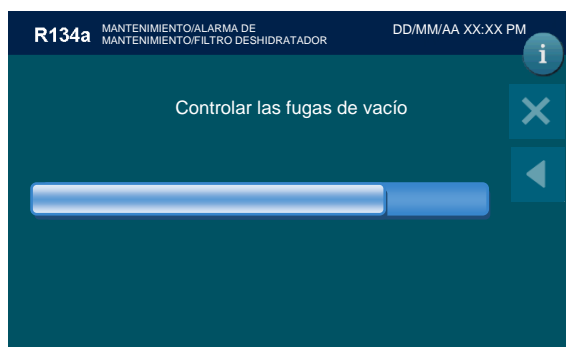 R134a
MANTENIMIENTO/ALARMA DE
MANTENIMIENTO/FILTRO DESHIDRATADOR
DD/MM/AA XX:XX PM
i
Controlar las fugas de vacío